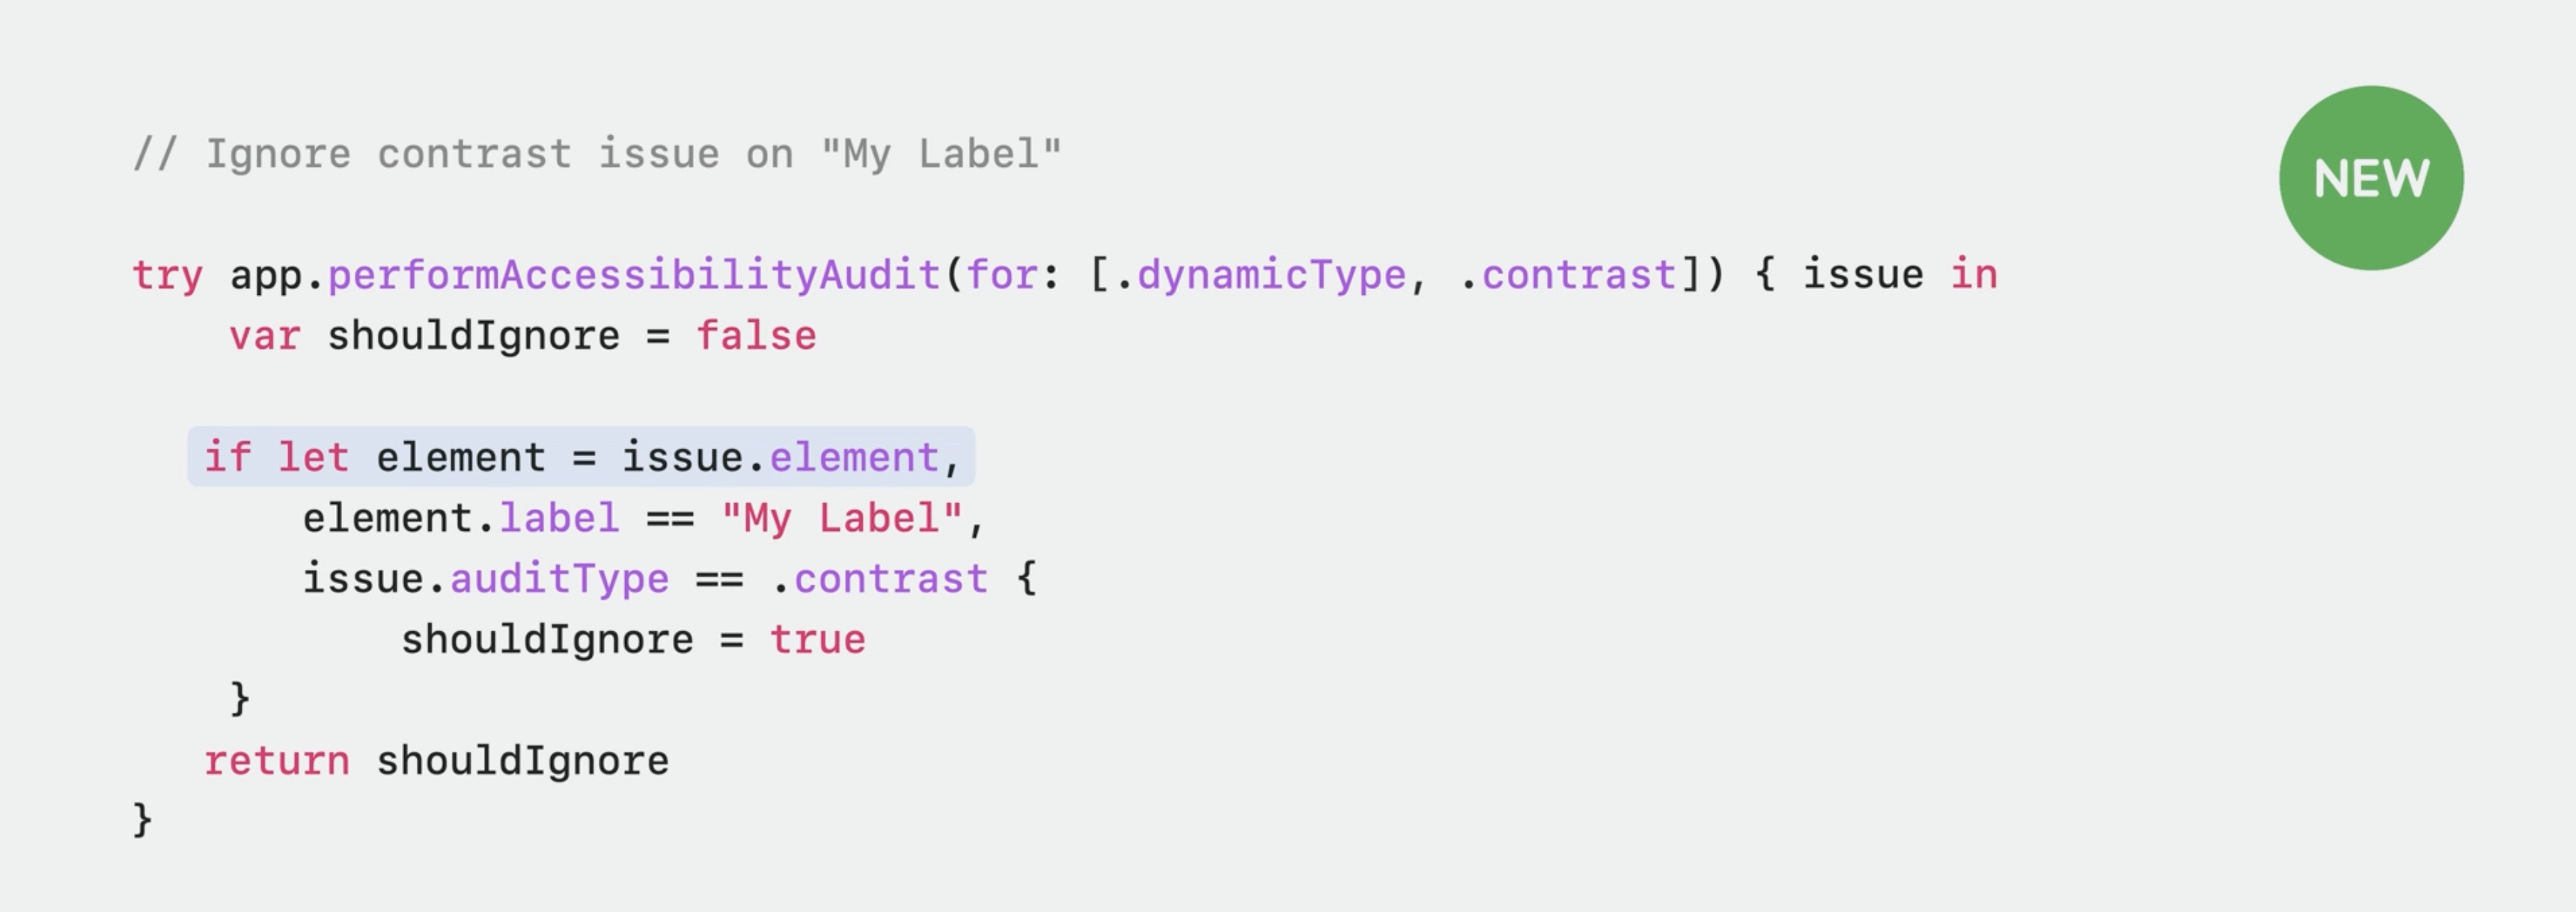 // Ignore contrast issue on "My Label"
NEW
try app.performAccessibilityAudit(for: [.dynamicType, .contrast]) { issue in
    var shouldIgnore = false
   if let element = issue.element,
       element.label == "My Label",
       issue.auditType == .contrast {
           shouldIgnore = true
    }
   return shouldIgnore
}